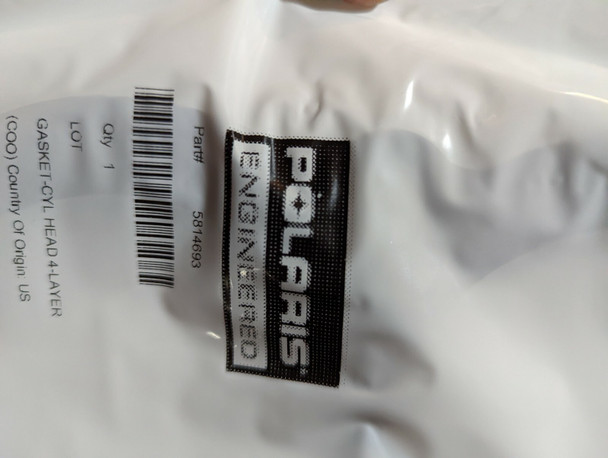 POLARIS®
ENGINEERED
Part# 5814693
Qty 1
LOT
GASKET-CYL HEAD 4-LAYER
(COO) Country Of Origin: US